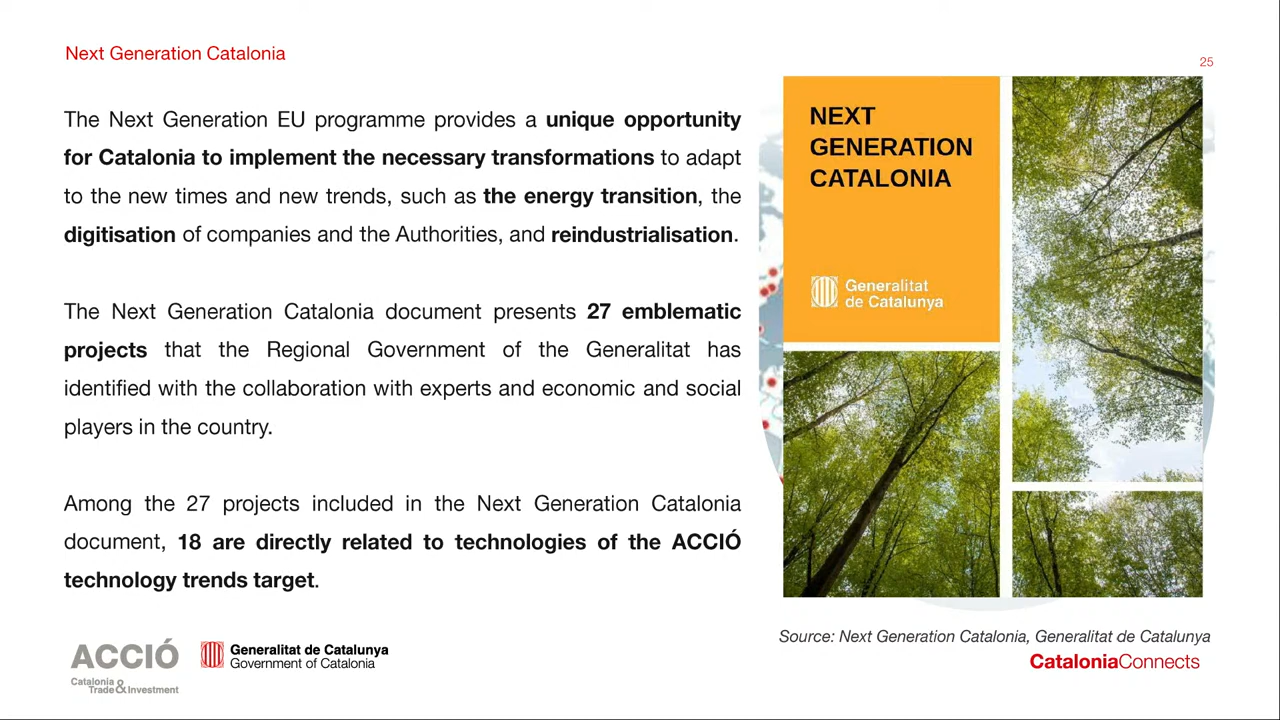 Next Generation Catalonia
25
The Next Generation EU programme provides a unique opportunity
for Catalonia to implement the necessary transformations to adapt
to the new times and new trends, such as the energy transition, the
digitisation of companies and the Authorities, and reindustrialisation.
The Next Generation Catalonia document presents 27 emblematic
projects that the Regional Government of the Generalitat has
identified with the collaboration with experts and economic and social
players in the country.
Among the 27 projects included in the Next Generation Catalonia
document, 18 are directly related to technologies of the ACCIÓ
technology trends target.
NEXT
GENERATION
CATALONIA
Generalitat
de Catalunya
Source: Next Generation Catalonia, Generalitat de Catalunya
ACCIÓ
Catalonia
Trade & Investment
Generalitat de Catalunya
Government of Catalonia
CataloniaConnects